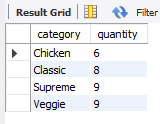 Result Grid Filter
category quantity
Chicken 6
Classic 8
Supreme 9
Veggie 9